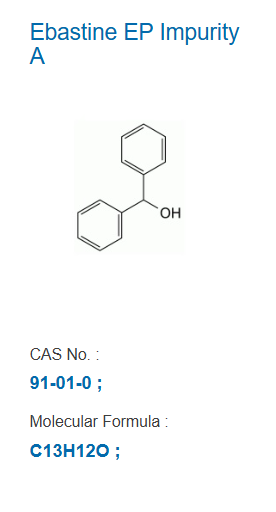 Ebastine EP Impurity
A
OH
CAS No. :
91-01-0 ;
Molecular Formula :
C13H12O ;